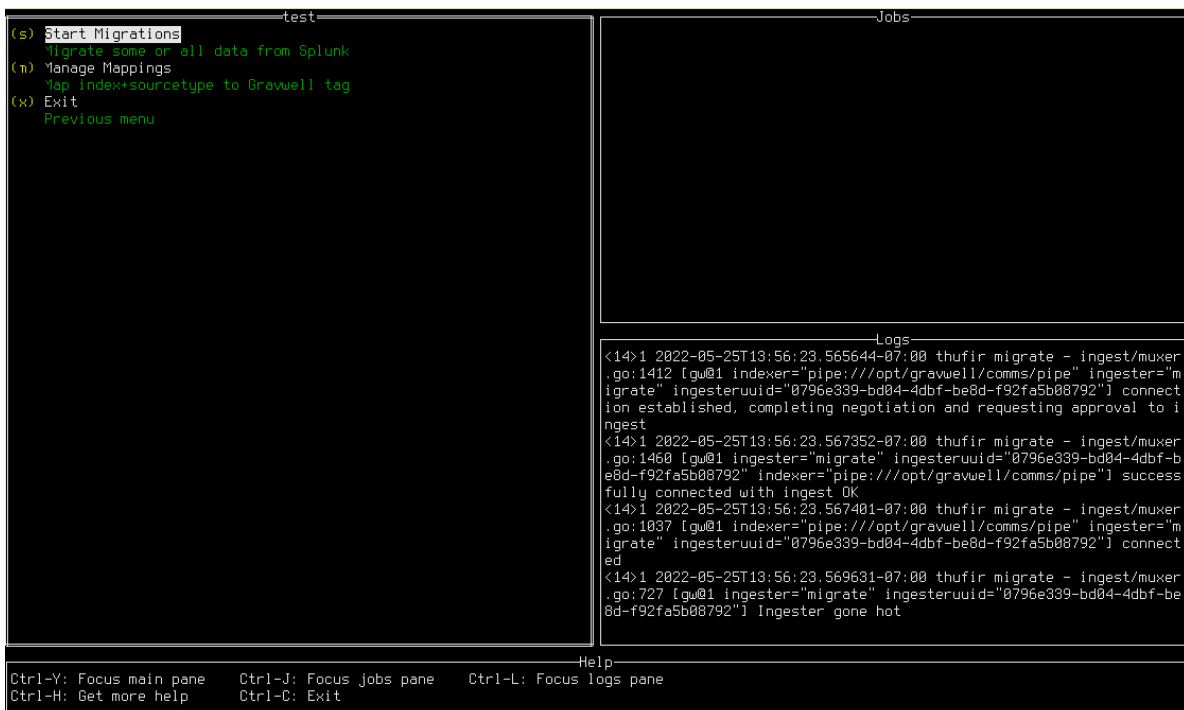 test
(s) Start Migrations
Migrate some or all data from Splunk
(m) Manage Mappings
Map index+sourcetype to Gravwell tag
(x) Exit
Previous menu
Jobs
Logs
<14>1 2022-05-25T13:56:23.565644-07:00 thufir migrate - ingest/muxer
.go:1412 [gw@1 indexer="pipe:///opt/gravwell/comms/pipe" ingester="m
igrate" ingesteruuid="0796e339-bd04-4dbf-be8d-f92fa5b08792"] connect
ion established, completing negotiation and requesting approval to i
ngest
<14>1 2022-05-25T13:56:23.567352-07:00 thufir migrate - ingest/muxer
.go:1460 [gw@1 ingester="migrate" ingesteruuid="0796e339-bd04-4dbf-b
e8d-f92fa5b08792" indexer="pipe:///opt/gravwell/comms/pipe"] success
fully connected with ingest OK
<14>1 2022-05-25T13:56:23.567401-07:00 thufir migrate - ingest/muxer
.go:1037 [gw@1 indexer="pipe:///opt/gravwell/comms/pipe" ingester="m
igrate" ingesteruuid="0796e339-bd04-4dbf-be8d-f92fa5b08792"] connect
ed
<14>1 2022-05-25T13:56:23.569631-07:00 thufir migrate - ingest/muxer
.go:727 [gw@1 ingester="migrate" ingesteruuid="0796e339-bd04-4dbf-be
8d-f92fa5b08792"] Ingester gone hot
Help
Ctrl-Y: Focus main pane Ctrl-J: Focus jobs pane Ctrl-L: Focus logs pane
Ctrl-H: Get more help Ctrl-C: Exit